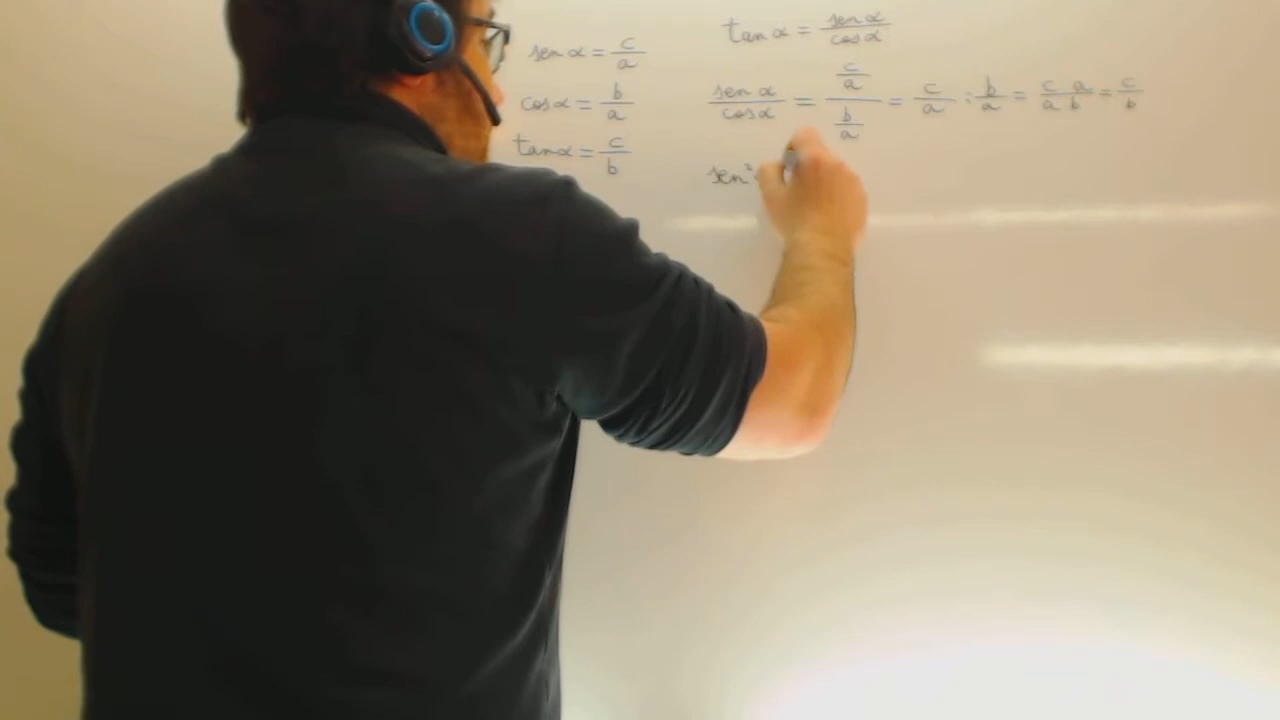 sen α = c/a
cos α = b/a
tan α = c/b
tan α = sen α/cos α
sen α/cos α = (c/a)/(b/a) = c/a : b/a = c a/a b = c/b
sen²